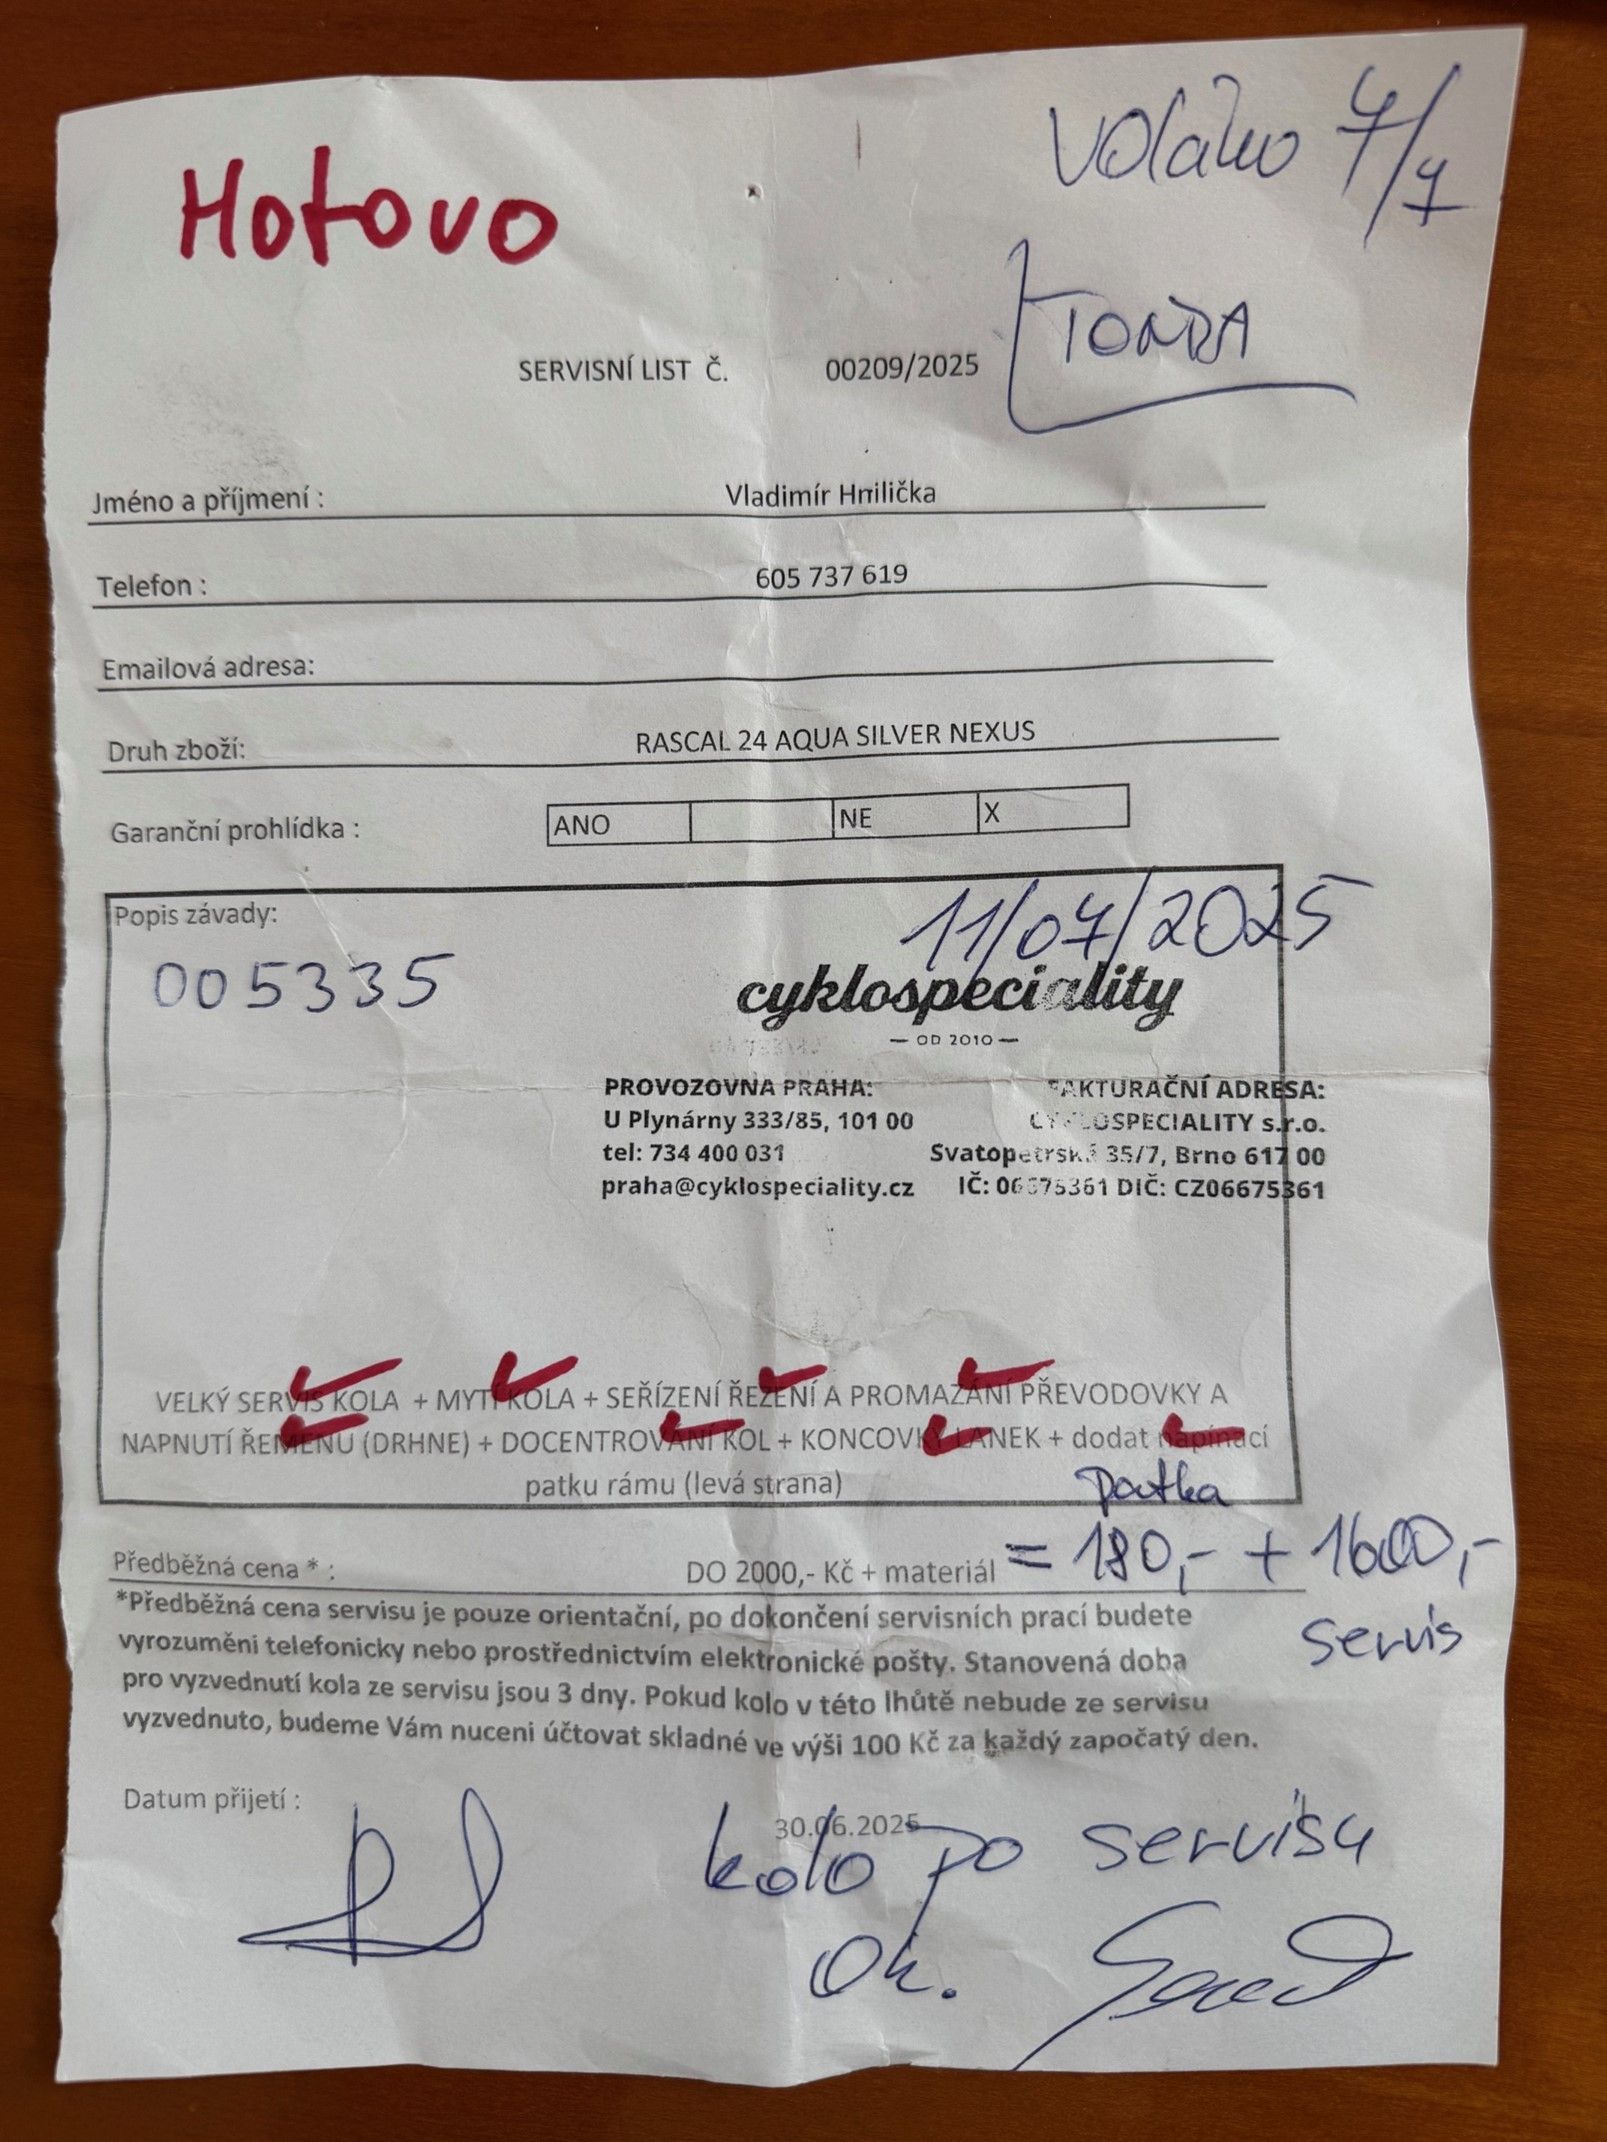 Hotovo
Voláno 7/7
TONDA
SERVISNÍ LIST Č. 00209/2025
Jméno a příjmení : Vladimír Hnilička
Telefon : 605 737 619
Emailová adresa:
Druh zboží: RASCAL 24 AQUA SILVER NEXUS
Garanční prohlídka : ANO NE X
Popis závady: 11/07/2025
005335
cyklospeciality
— OD 2010 —
PROVOZOVNA PRAHA: FAKTURAČNÍ ADRESA:
U Plynárny 333/85, 101 00 CYKLOSPECIALITY s.r.o.
tel: 734 400 031 Svatopetrská 35/7, Brno 617 00
praha@cyklospeciality.cz IČ: 06675361 DIČ: CZ06675361
VELKÝ SERVIS KOLA + MYTÍ KOLA + SEŘÍZENÍ ŘEZENÍ A PROMAZÁNÍ PŘEVODOVKY A
NAPNUTÍ ŘEMENU (DRHNE) + DOCENTROVÁNÍ KOL + KONCOVKY LANEK + dodat napínací
patku rámu (levá strana)
patka
Předběžná cena * : DO 2000,- Kč + materiál = 180,- + 1600,-
servis
*Předběžná cena servisu je pouze orientační, po dokončení servisních prací budete
vyrozuměni telefonicky nebo prostřednictvím elektronické pošty. Stanovená doba
pro vyzvednutí kola ze servisu jsou 3 dny. Pokud kolo v této lhůtě nebude ze servisu
vyzvednuto, budeme Vám nuceni účtovat skladné ve výši 100 Kč za každý započatý den.
Datum přijetí : 30.06.2025
kolo po servisu
ok.